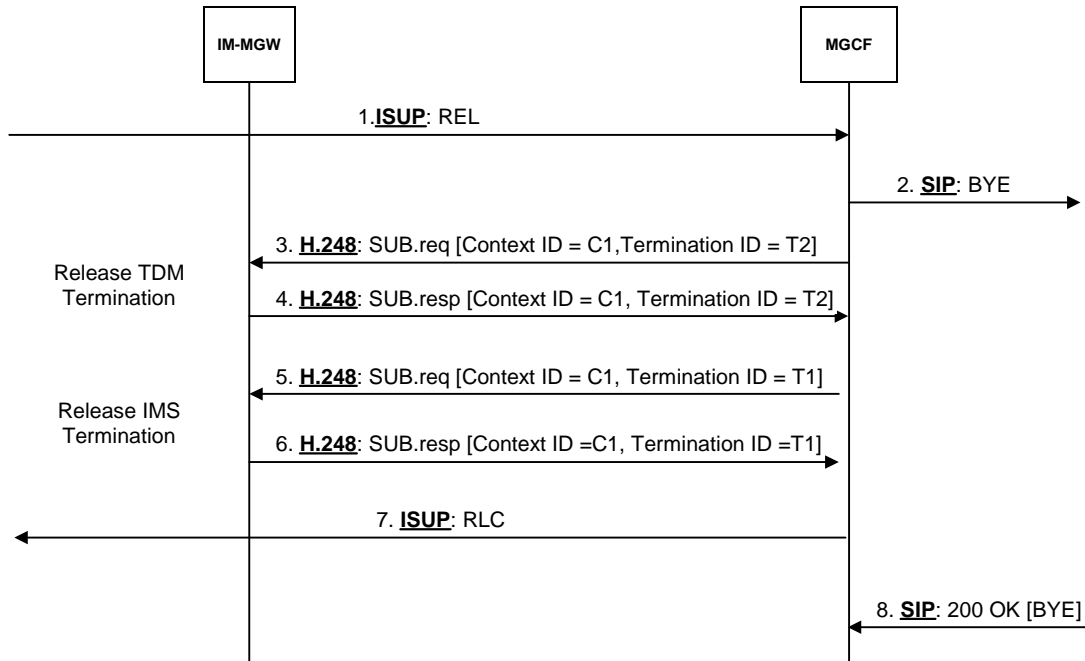 IM-MGW
MGCF
1.ISUP: REL
2. SIP: BYE
3. H.248: SUB.req [Context ID = C1,Termination ID = T2]
Release TDM
Termination
4. H.248: SUB.resp [Context ID = C1, Termination ID = T2]
5. H.248: SUB.req [Context ID = C1, Termination ID = T1]
Release IMS
Termination
6. H.248: SUB.resp [Context ID =C1, Termination ID =T1]
7. ISUP: RLC
8. SIP: 200 OK [BYE]